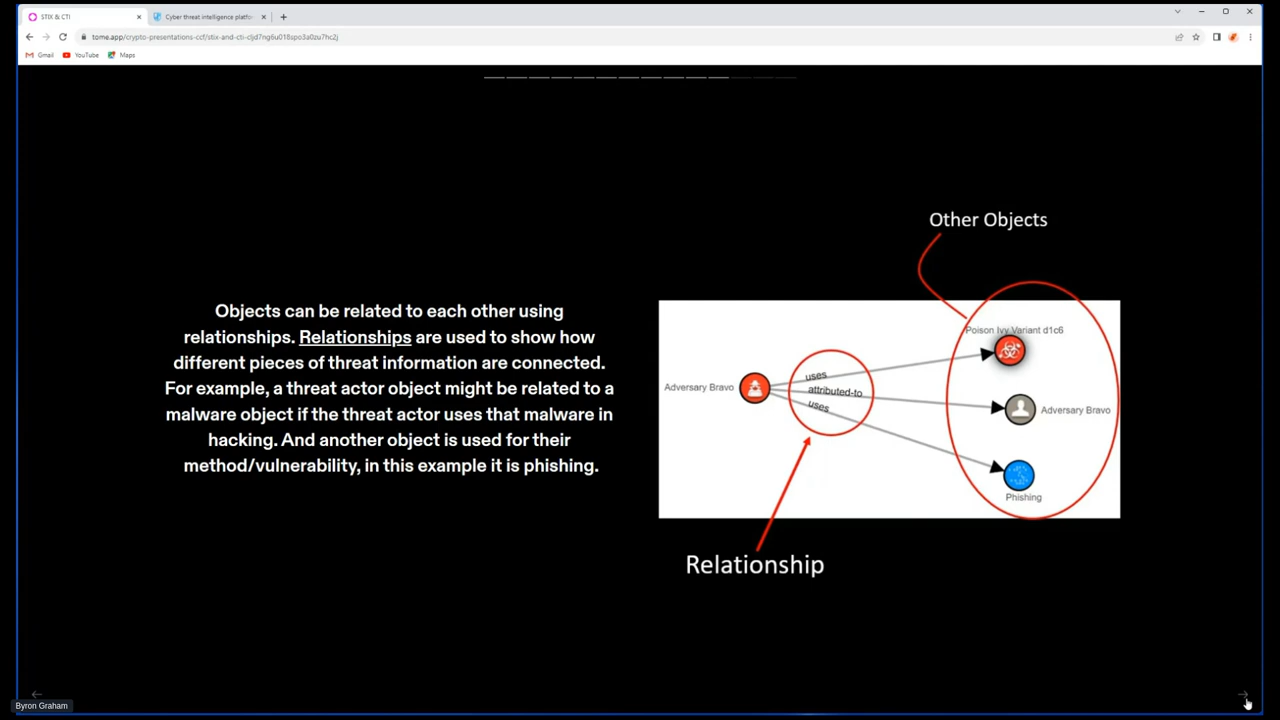 STIX & CTI
Cyber threat intelligence platfo
tome.app/crypto-presentations-ccf/stix-and-cti-cljd7ng6u018spo3a0zu7hc2j
Gmail
YouTube
Maps
Other Objects
Objects can be related to each other using
relationships. Relationships are used to show how
different pieces of threat information are connected.
For example, a threat actor object might be related to a
malware object if the threat actor uses that malware in
hacking. And another object is used for their
method/vulnerability, in this example it is phishing.
Poison Ivy Variant d1c6
uses
Adversary Bravo
attributed-to
uses
Adversary Bravo
Phishing
Relationship
Byron Graham